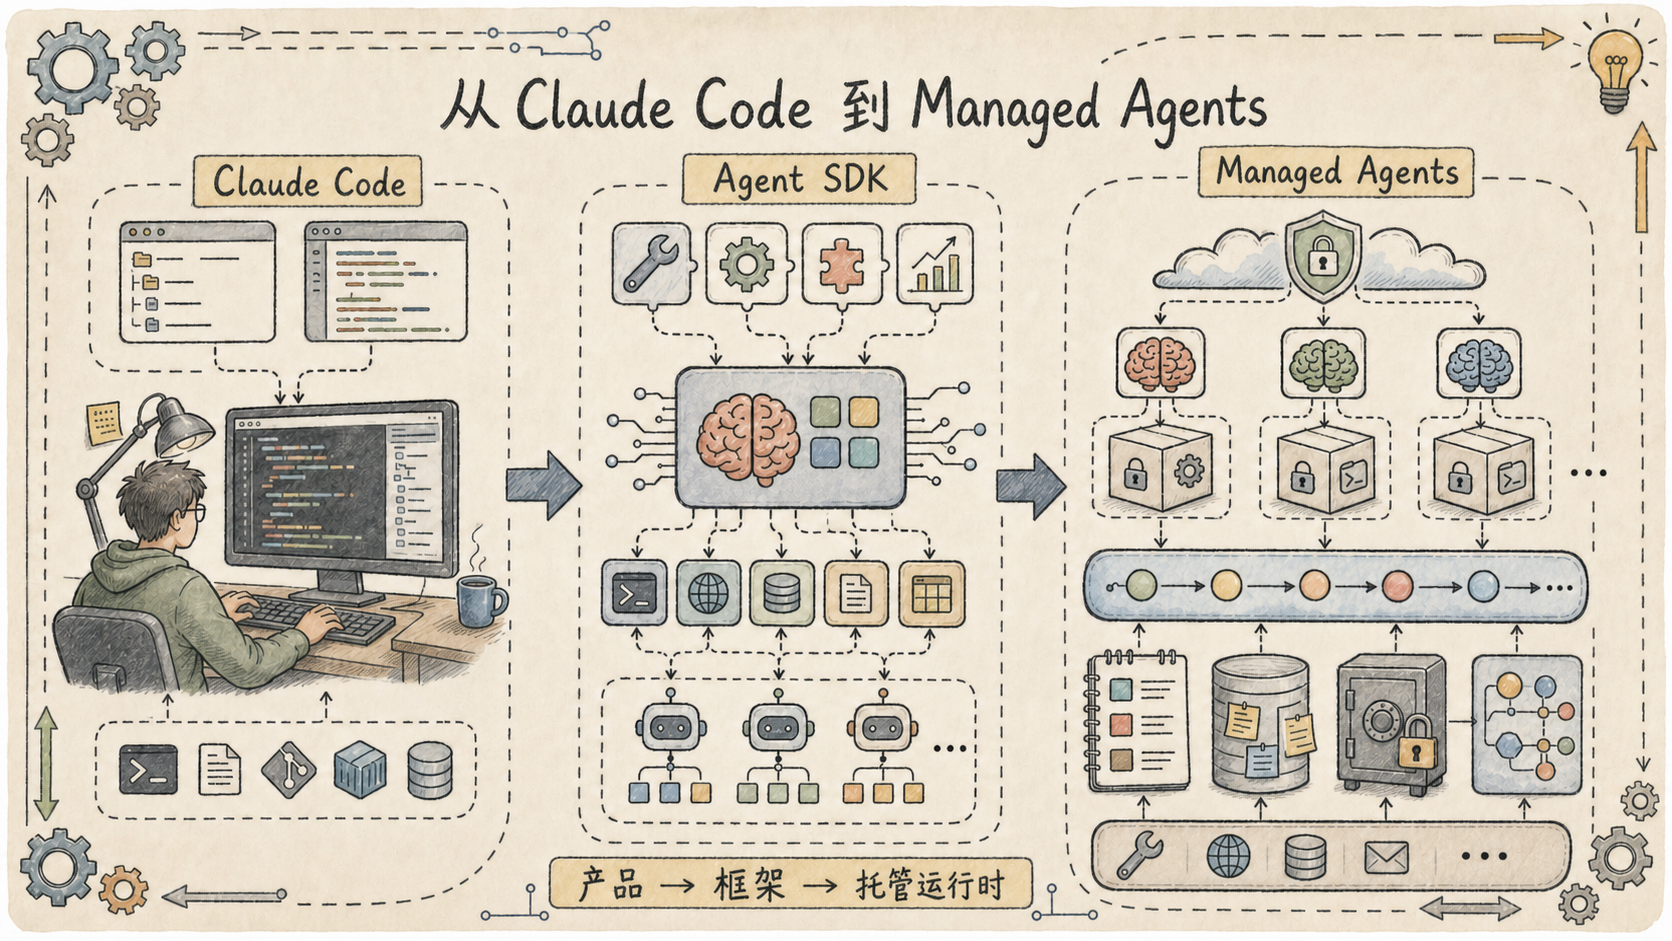 从 Claude Code 到 Managed Agents
Claude Code
Agent SDK
Managed Agents
产品 → 框架 → 托管运行时